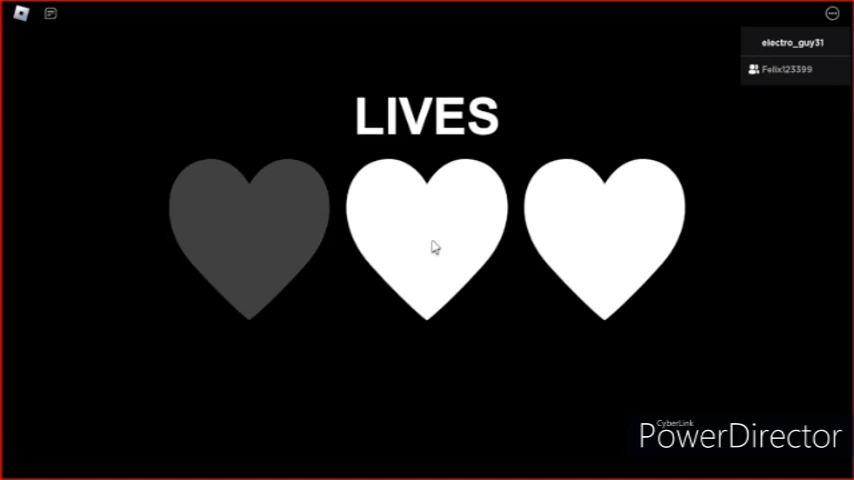 electro_guy31
Felix123399
LIVES
CyberLink
PowerDirector